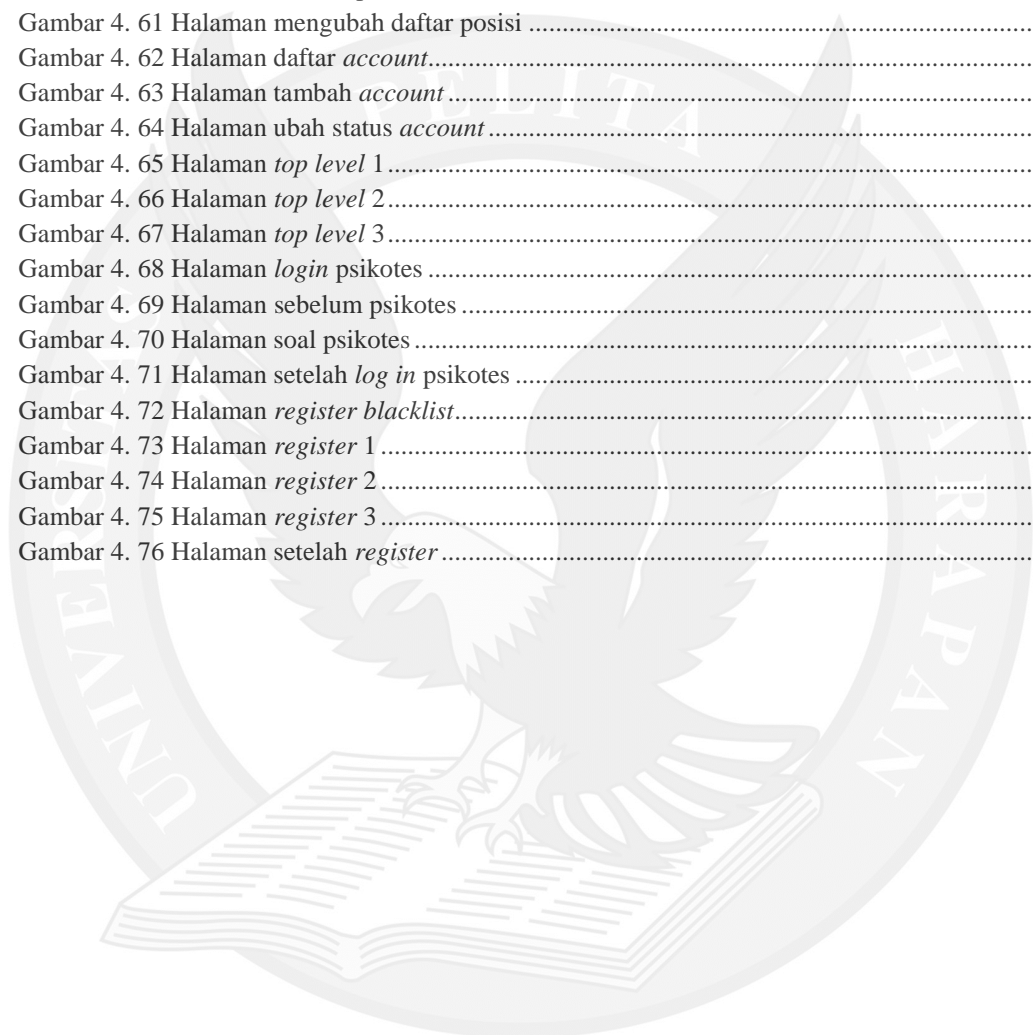 Gambar 4. 61 Halaman mengubah daftar posisi ..........................................................................................
Gambar 4. 62 Halaman daftar account..........................................................................................
Gambar 4. 63 Halaman tambah account ..........................................................................................
Gambar 4. 64 Halaman ubah status account ..........................................................................................
Gambar 4. 65 Halaman top level 1 ..........................................................................................
Gambar 4. 66 Halaman top level 2 ..........................................................................................
Gambar 4. 67 Halaman top level 3 ..........................................................................................
Gambar 4. 68 Halaman login psikotes ..........................................................................................
Gambar 4. 69 Halaman sebelum psikotes ..........................................................................................
Gambar 4. 70 Halaman soal psikotes ..........................................................................................
Gambar 4. 71 Halaman setelah log in psikotes ..........................................................................................
Gambar 4. 72 Halaman register blacklist..........................................................................................
Gambar 4. 73 Halaman register 1 ..........................................................................................
Gambar 4. 74 Halaman register 2 ..........................................................................................
Gambar 4. 75 Halaman register 3 ..........................................................................................
Gambar 4. 76 Halaman setelah register ..........................................................................................
UNIVERSITAS PELITA HARAPAN